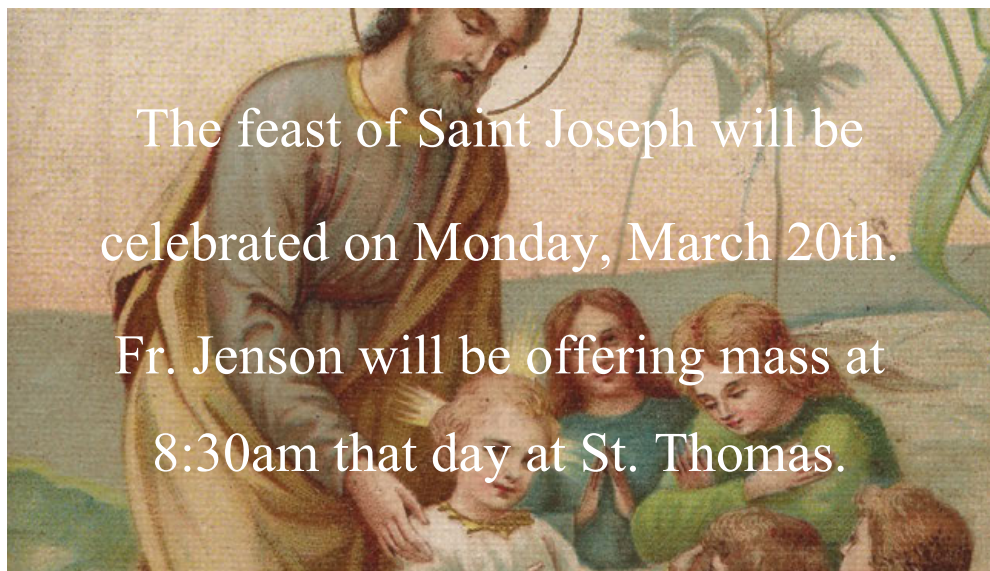 The feast of Saint Joseph will be
celebrated on Monday, March 20th.
Fr. Jenson will be offering mass at
8:30am that day at St. Thomas.